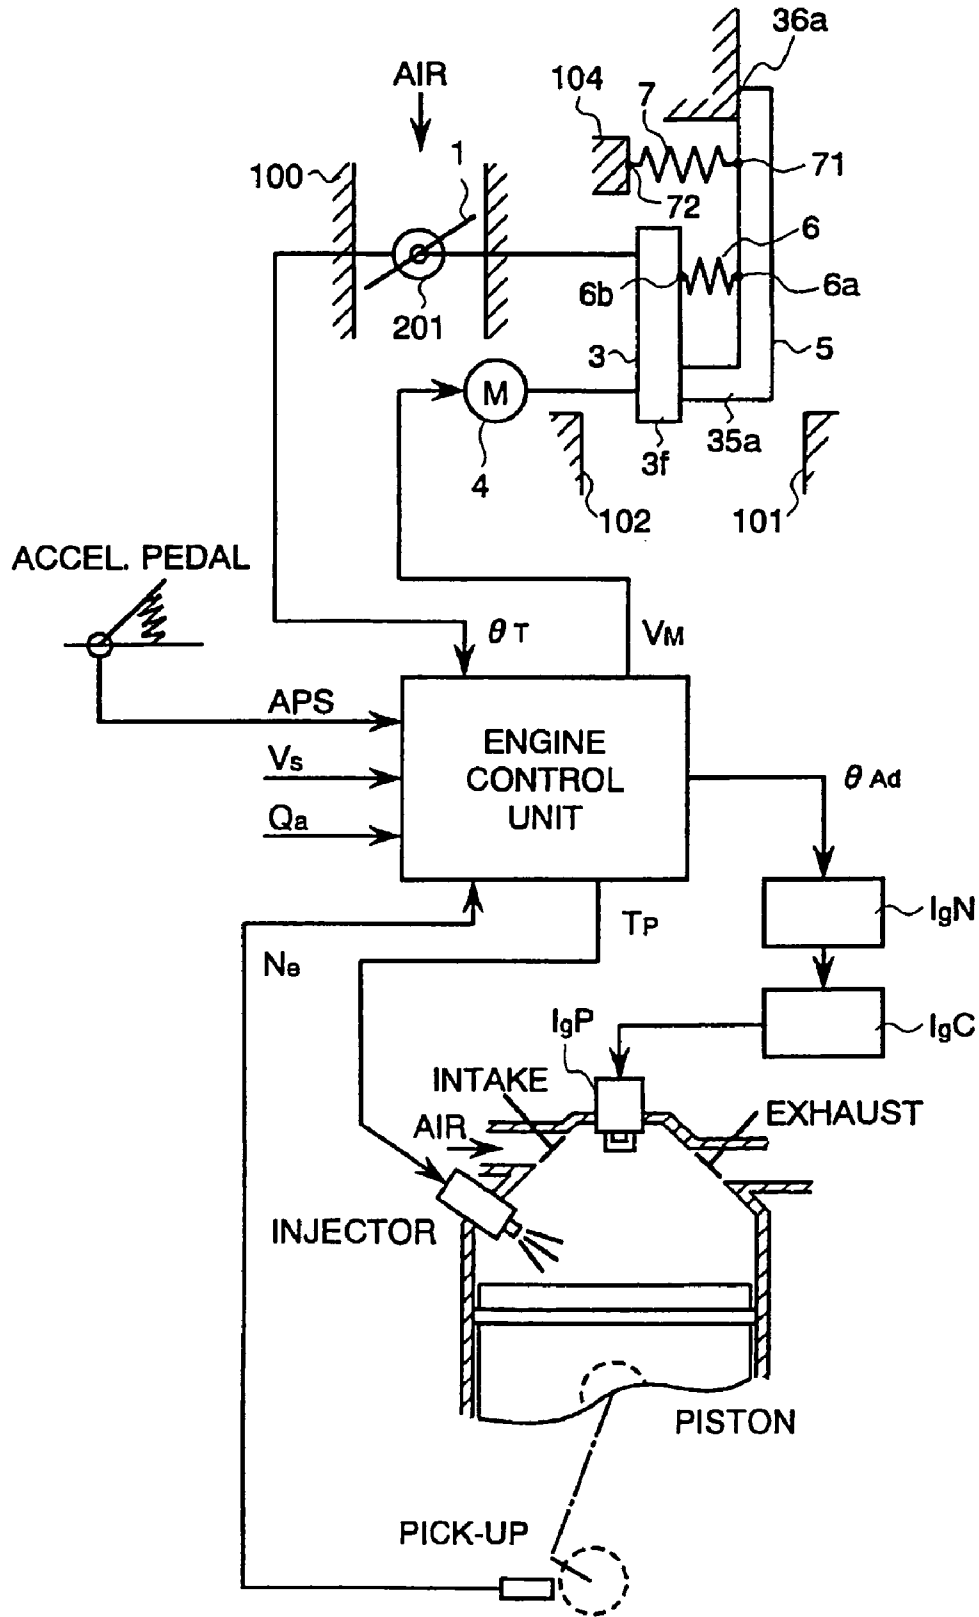 36a
AIR
104
7
1
100
71
72
6
6b
6a
201
3
5
M
35a
3f
4
102
101
ACCEL. PEDAL
θT
VM
APS
ENGINE
CONTROL
UNIT
Vs
θAd
Qa
IgN
TP
Ne
IgP
IgC
INTAKE
EXHAUST
AIR
INJECTOR
PISTON
PICK-UP